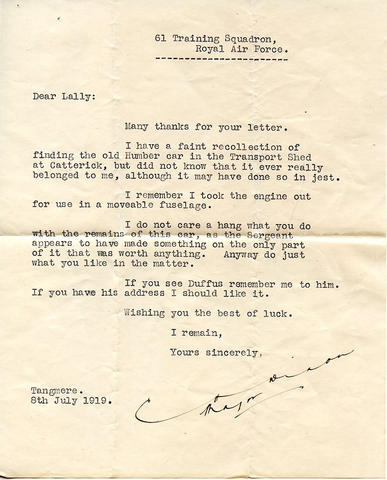 61 Training Squadron,
Royal Air Force.
Dear Lally:
Many thanks for your letter.
I have a faint recollection of
finding the old Humber car in the Transport Shed
at Catterick, but did not know that it ever really
belonged to me, although it may have done so in jest.
I remember I took the engine out
for use in a moveable fuselage.
I do not care a hang what you do
with the remains of this car, as the Sergeant
appears to have made something on the only part
of it that was worth anything.  Anyway do just
what you like in the matter.
If you see Duffus remember me to him.
If you have his address I should like it.
Wishing you the best of luck.
I remain,
Yours sincerely,
Major
Tangmere.
8th July 1919.